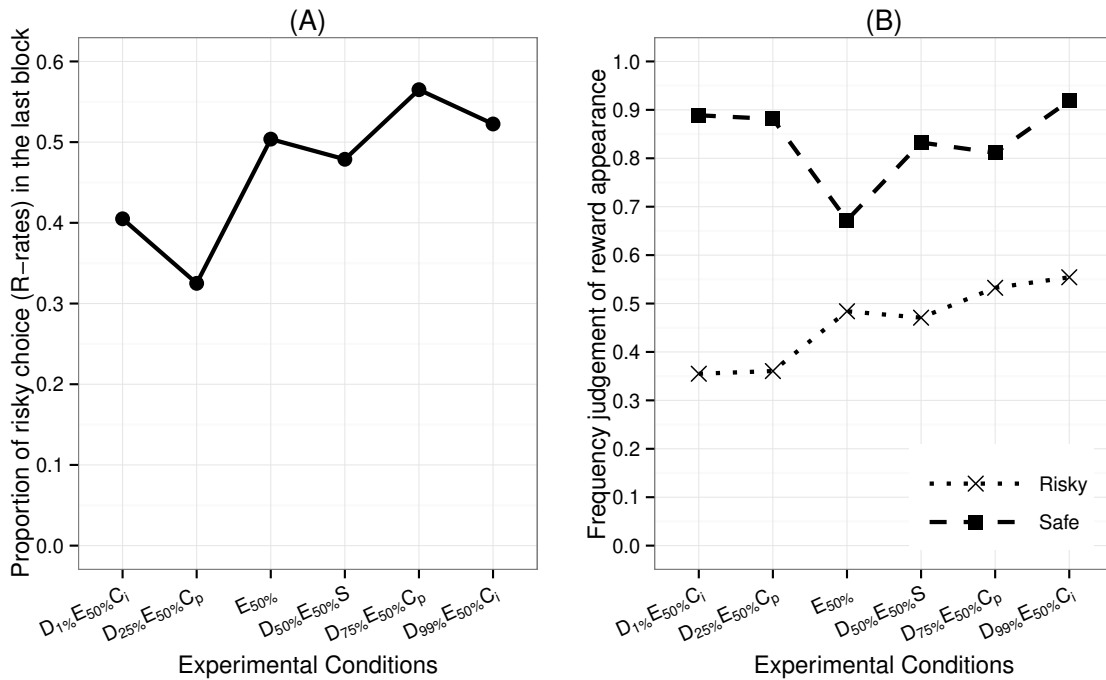 (A)
Proportion of risky choice (R−rates) in the last block
0.6
0.5
0.4
0.3
0.2
0.1
0.0
D1%E50%Ci
D25%E50%Cp
E50%
D50%E50%S
D75%E50%Cp
D99%E50%Ci
Experimental Conditions
(B)
Frequency judgement of reward appearance
1.0
0.9
0.8
0.7
0.6
0.5
0.4
0.3
0.2
0.1
0.0
Risky
Safe
D1%E50%Ci
D25%E50%Cp
E50%
D50%E50%S
D75%E50%Cp
D99%E50%Ci
Experimental Conditions